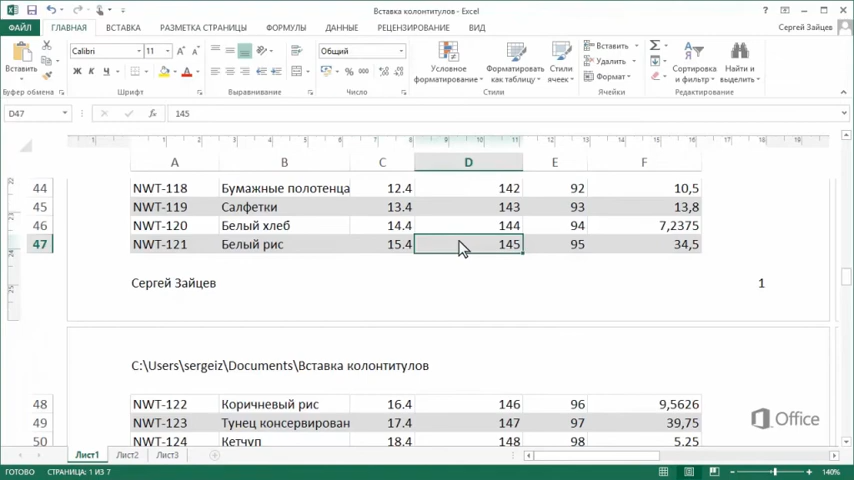 Вставка колонтитулов - Excel
ФАЙЛ ГЛАВНАЯ ВСТАВКА РАЗМЕТКА СТРАНИЦЫ ФОРМУЛЫ ДАННЫЕ РЕЦЕНЗИРОВАНИЕ ВИД Сергей Зайцев
Calibri 11 Общий
Вставить
Ж К Ч
Условное форматирование
Форматировать как таблицу
Стили ячеек
Вставить
Удалить
Формат
Сортировка и фильтр
Найти и выделить
Буфер обмена Шрифт Выравнивание Число Стили Ячейки Редактирование
D47 fx 145
A B C D E F
44 NWT-118 Бумажные полотенца 12.4 142 92 10,5
45 NWT-119 Салфетки 13.4 143 93 13,8
46 NWT-120 Белый хлеб 14.4 144 94 7,2375
47 NWT-121 Белый рис 15.4 145 95 34,5
Сергей Зайцев 1
C:\Users\sergeiz\Documents\Вставка колонтитулов
48 NWT-122 Коричневый рис 16.4 146 96 9,5626
49 NWT-123 Тунец консервирован 17.4 147 97 39,75
50 NWT-124 Кетчуп 18.4 148 98 5,25
Office
Лист1 Лист2 Лист3
ГОТОВО СТРАНИЦА: 1 ИЗ 7 140%